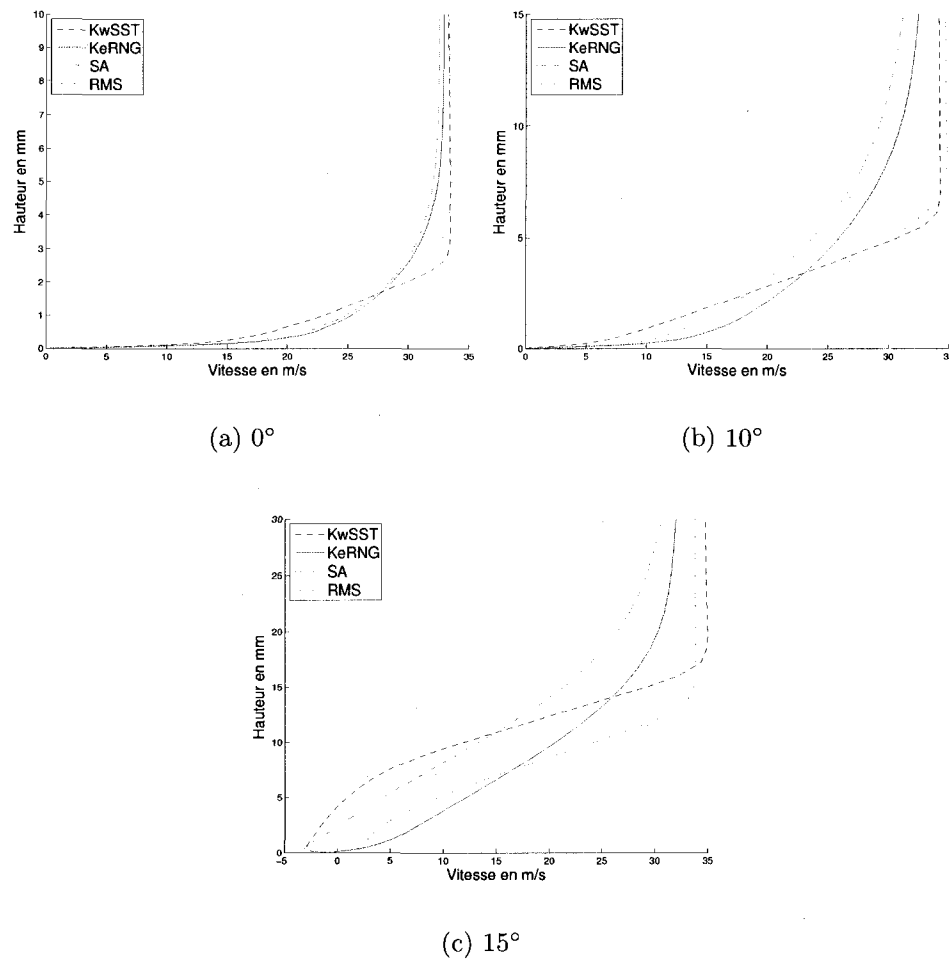 10
9
8
7
6
5
4
3
2
1
0
KwSST
KeRNG
SA
RMS
Hauteur en mm
0 5 10 15 20 25 30 35
Vitesse en m/s
(a) 0°
15
10
5
0
KwSST
KeRNG
SA
RMS
Hauteur en mm
0 5 10 15 20 25 30
Vitesse en m/s
(b) 10°
30
25
20
15
10
5
0
KwSST
KeRNG
SA
RMS
Hauteur en mm
-5 0 5 10 15 20 25 30 35
Vitesse en m/s
(c) 15°